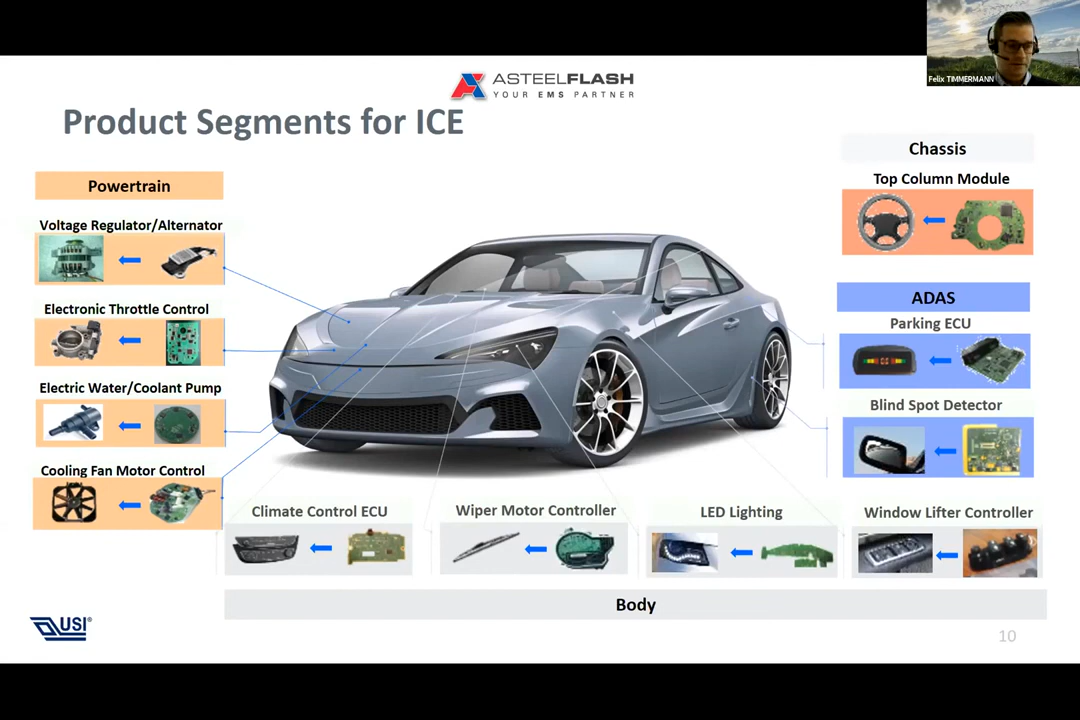 Felix TIMMERMANN
ASTEELFLASH
YOUR EMS PARTNER
Product Segments for ICE
Powertrain
Voltage Regulator/Alternator
Electronic Throttle Control
Electric Water/Coolant Pump
Cooling Fan Motor Control
Chassis
Top Column Module
ADAS
Parking ECU
Blind Spot Detector
Climate Control ECU
Wiper Motor Controller
LED Lighting
Window Lifter Controller
Body
USI®
10